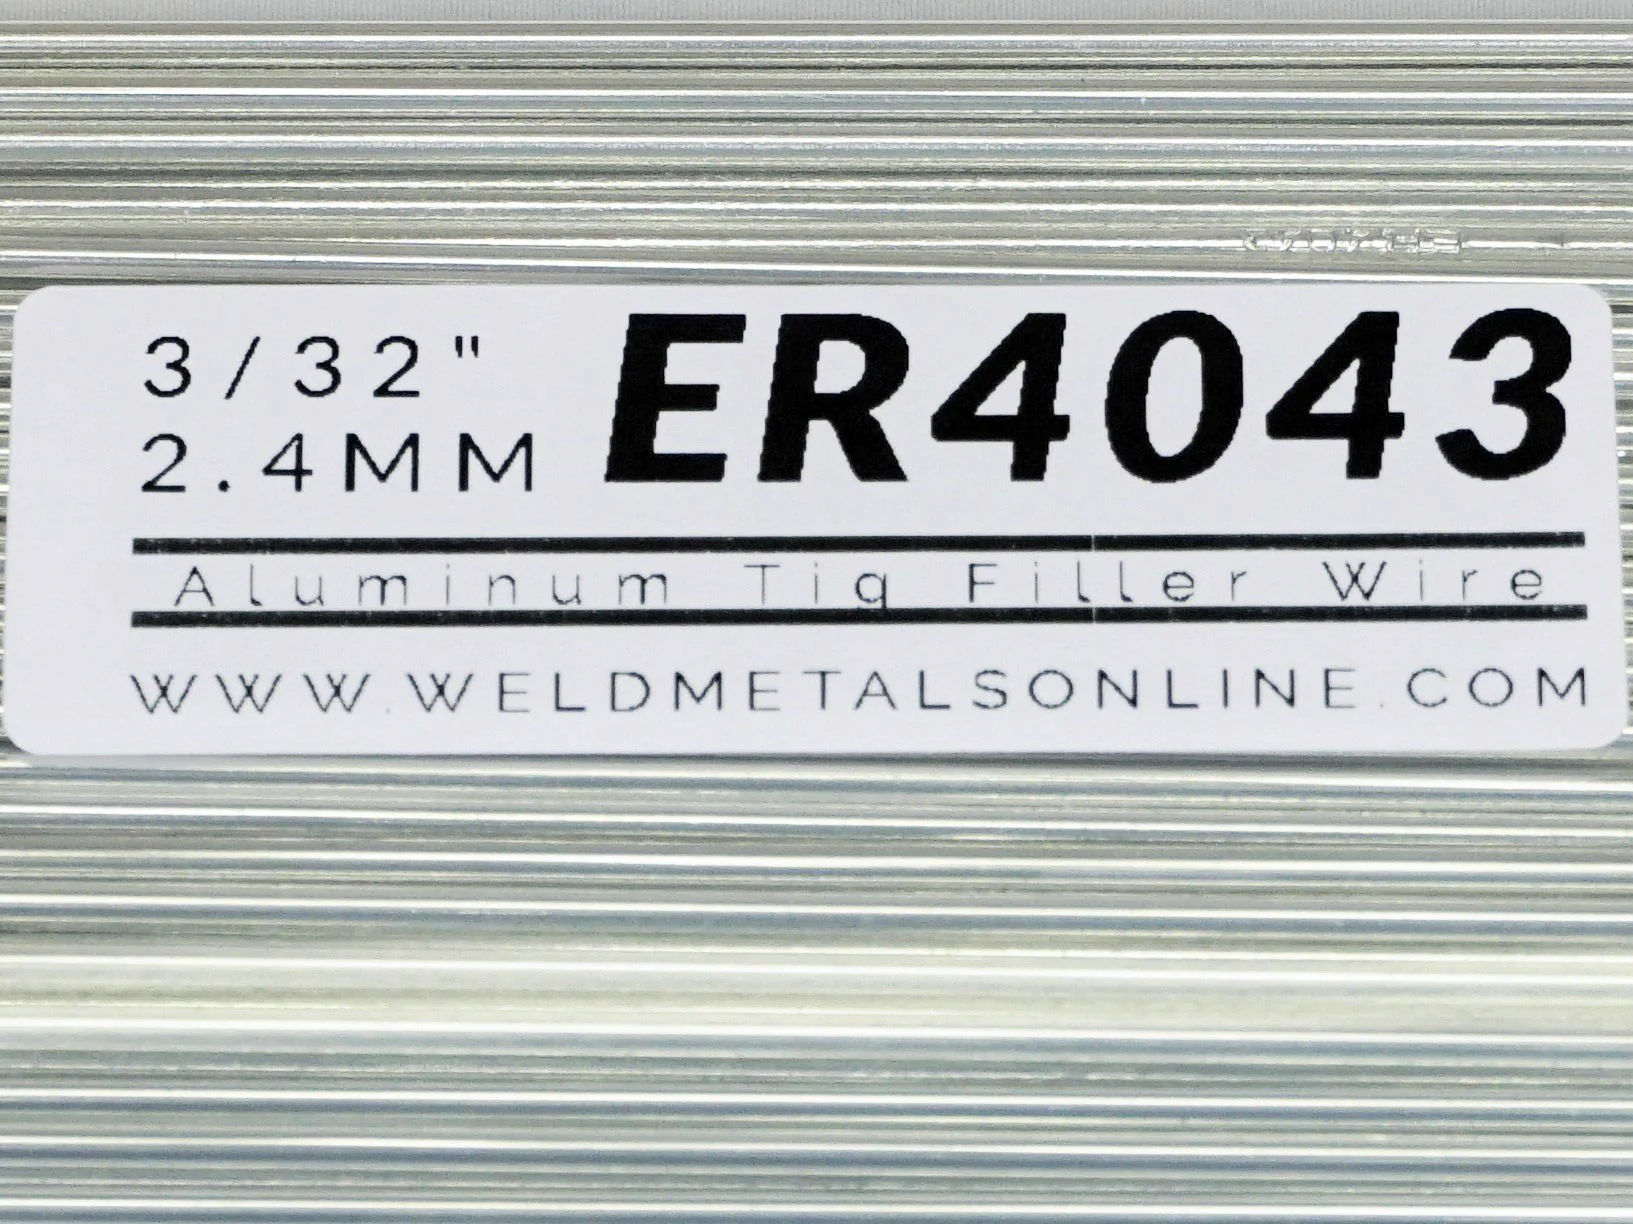 3/32" ER4043
2.4MM
Aluminum Tig Filler Wire
WWW.WELDMETALSONLINE.COM